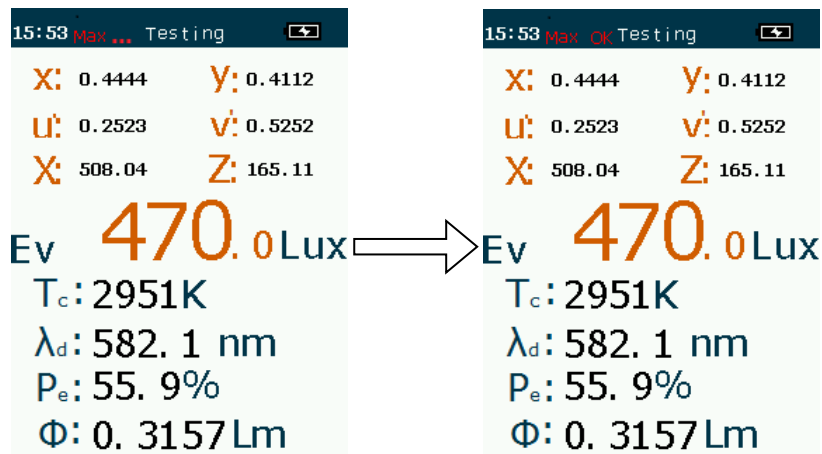 15:53 Max ... Testing
x: 0.4444 y: 0.4112
u': 0.2523 v': 0.5252
X: 508.04 Z: 165.11
Ev 470.0 Lux
Tc: 2951K
λd: 582.1 nm
Pe: 55.9%
Φ: 0.3157 Lm
15:53 Max OK Testing
x: 0.4444 y: 0.4112
u': 0.2523 v': 0.5252
X: 508.04 Z: 165.11
Ev 470.0 Lux
Tc: 2951K
λd: 582.1 nm
Pe: 55.9%
Φ: 0.3157 Lm